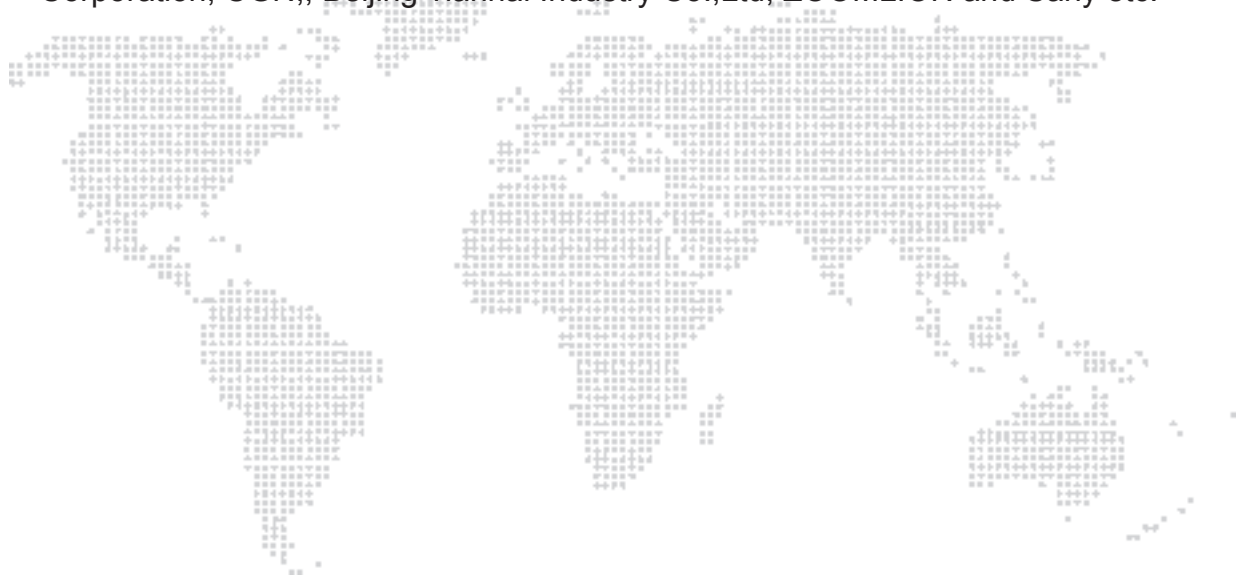 Corporation, CSR,, Beijing Tianhai Industry Co.,Ltd, ZOOMLION and Sany etc.